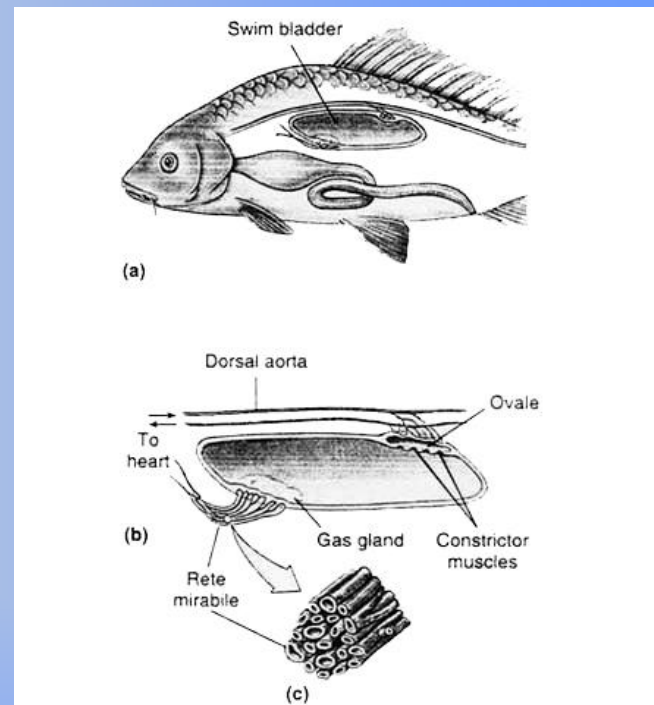 Swim bladder
(a)
Dorsal aorta
Ovale
To
heart
(b)
Gas gland
Constrictor
muscles
Rete
mirabile
(c)